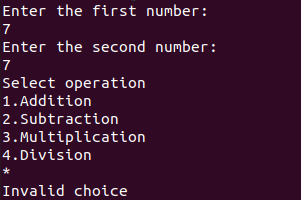 Enter the first number:
7
Enter the second number:
7
Select operation
1.Addition
2.Subtraction
3.Multiplication
4.Division
*
Invalid choice